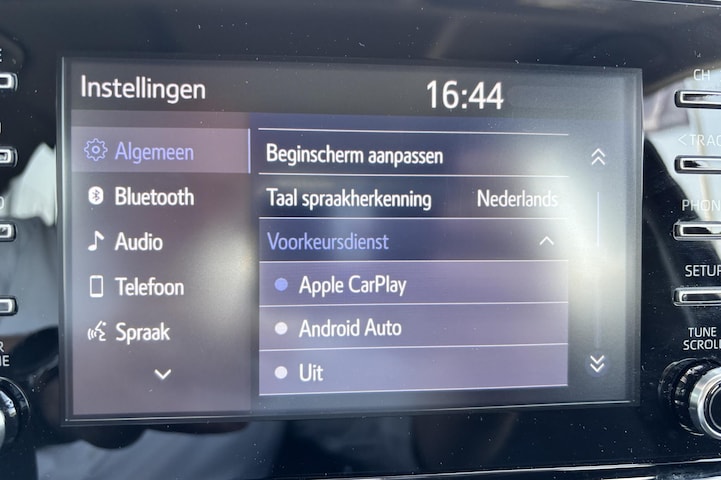 Instellingen 16:44
Algemeen
Bluetooth
Audio
Telefoon
Spraak
Beginscherm aanpassen
Taal spraakherkenning Nederlands
Voorkeursdienst
Apple CarPlay
Android Auto
Uit
CH
<TRAC
PHON
SETUP
TUNE
SCROLL